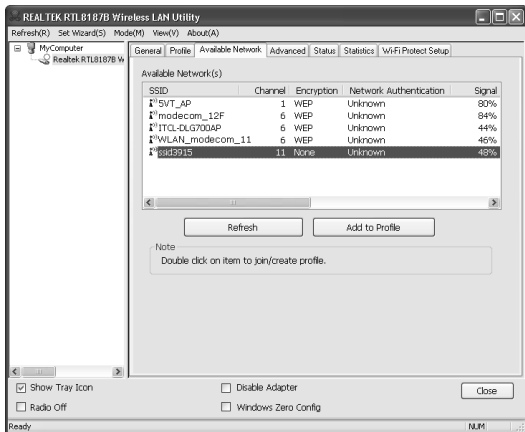 REALTEK RTL8187B Wireless LAN Utility
Refresh(R) Set Wizard(S) Mode(M) View(V) About(A)
MyComputer
Realtek RTL8187B W
General Profile Available Network Advanced Status Statistics Wi-Fi Protect Setup
Available Network(s)
SSID Channel Encryption Network Authentication Signal
5VT_AP 1 WEP Unknown 80%
modecom_12F 6 WEP Unknown 84%
ITCL-DLG700AP 6 WEP Unknown 44%
WLAN_modecom_11 6 WEP Unknown 46%
ssid3915 11 None Unknown 48%
Refresh Add to Profile
Note
Double click on item to join/create profile.
Show Tray Icon Disable Adapter Close
Radio Off Windows Zero Config
Ready NUM